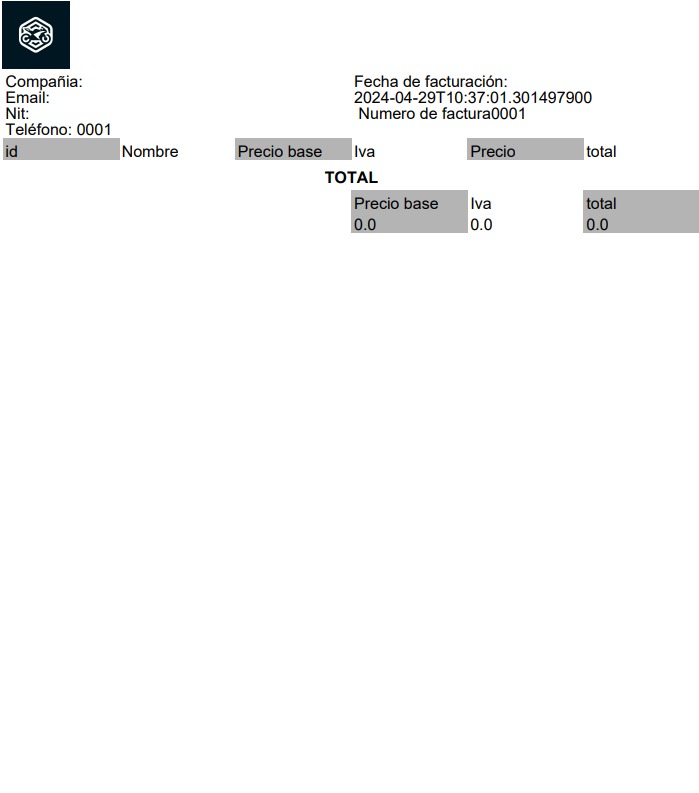 Compañia:
Email:
Nit:
Teléfono: 0001
Fecha de facturación:
2024-04-29T10:37:01.301497900
Numero de factura0001
id Nombre Precio base Iva Precio total
TOTAL
Precio base Iva total
0.0 0.0 0.0